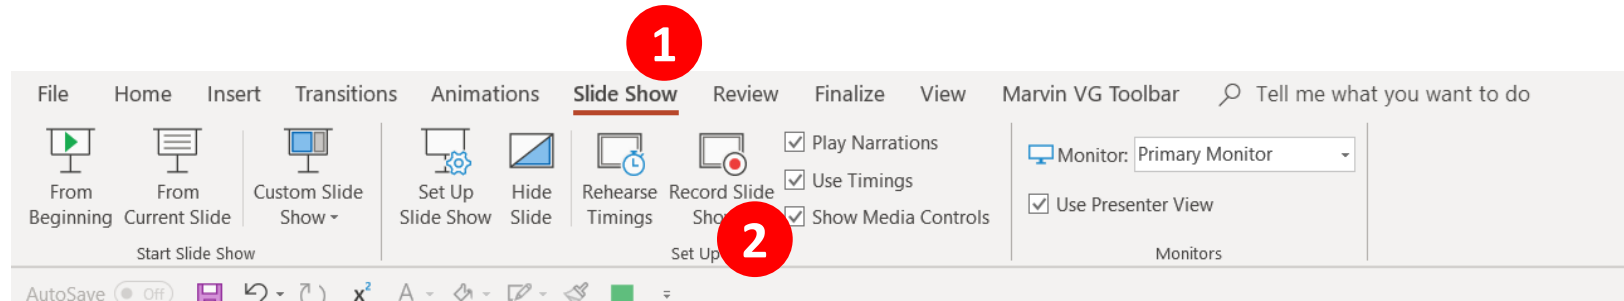 1
File Home Insert Transitions Animations Slide Show Review Finalize View Marvin VG Toolbar Tell me what you want to do
From Beginning
From Current Slide
Custom Slide Show
Start Slide Show
Set Up Slide Show
Hide Slide
Rehearse Timings
Record Slide
Play Narrations
Use Timings
Show Media Controls
2
Set Up
Monitor: Primary Monitor
Use Presenter View
Monitors
AutoSave Off
x²
A